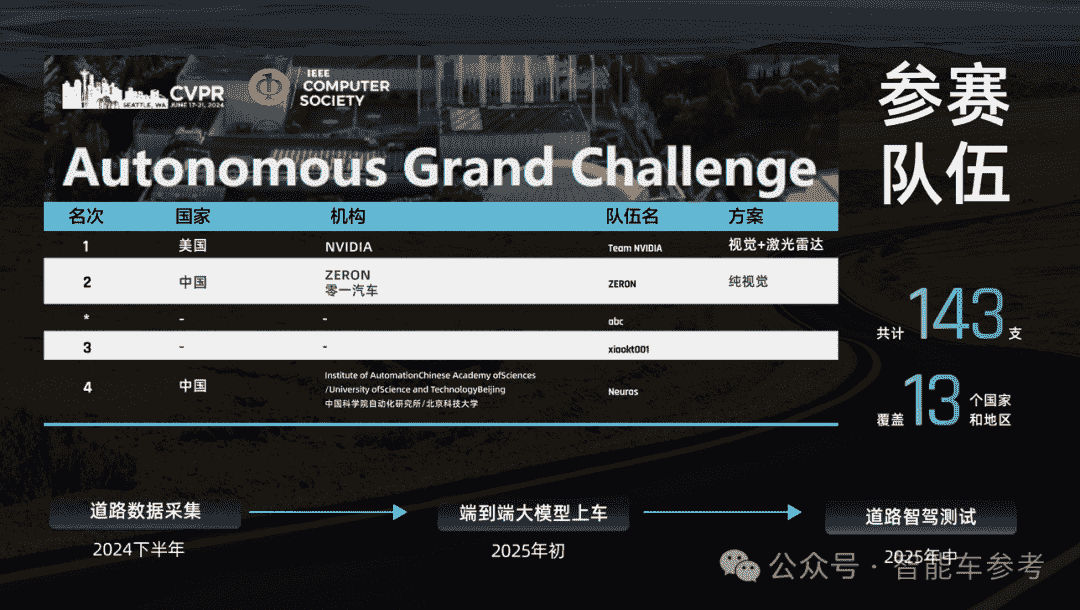 SEATTLE, WA
CVPR
JUNE 17-21, 2024
IEEE
COMPUTER
SOCIETY
Autonomous Grand Challenge
参赛
队伍
名次 国家 机构 队伍名 方案
1 美国 NVIDIA Team NVIDIA 视觉+激光雷达
2 中国 ZERON 零一汽车 ZERON 纯视觉
* - - abc
3 - - xiaokt001
4 中国 Institute of AutomationChinese Academy ofSciences
/University ofScience and TechnologyBeijing
中国科学院自动化研究所/北京科技大学 Neuras
共计 143 支
覆盖 13 个国家
和地区
道路数据采集
2024下半年
端到端大模型上车
2025年初
道路智驾测试
2025年中
公众号·智能车参考